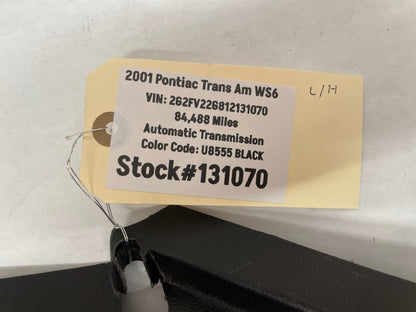 2001 Pontiac Trans Am WS6
VIN: 2G2FV22G812131070
84,488 Miles
Automatic Transmission
Color Code: U8555 BLACK
Stock#131070
L/H